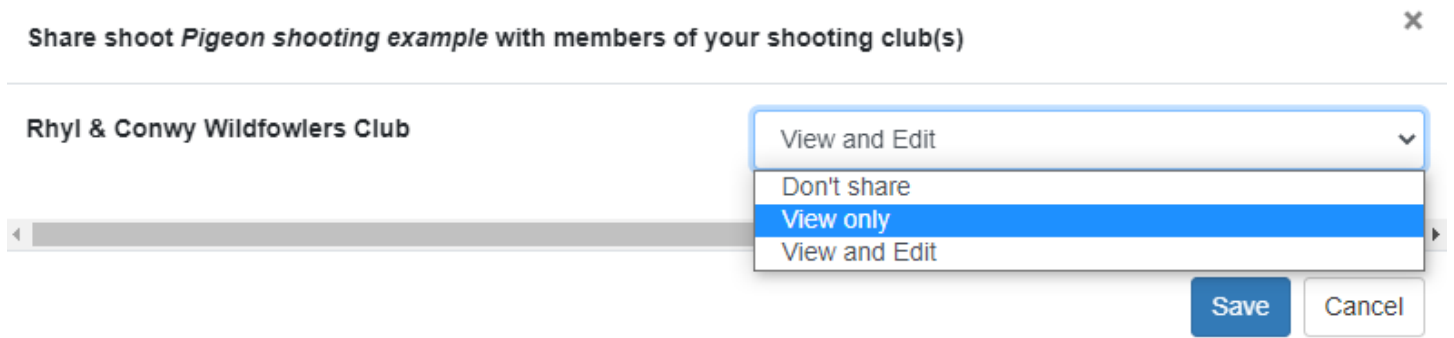 Share shoot Pigeon shooting example with members of your shooting club(s)
×
Rhyl & Conwy Wildfowlers Club
View and Edit
Don't share
View only
View and Edit
Save
Cancel